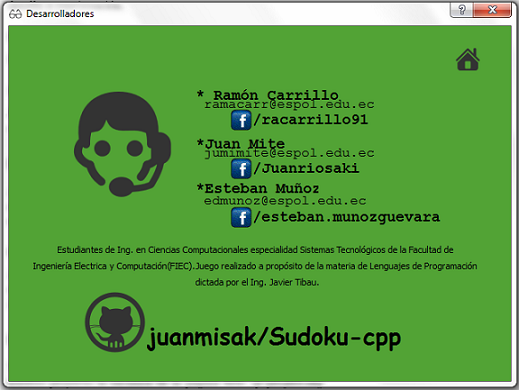 Desarrolladores
* Ramón Carrillo
ramacarr@espol.edu.ec
/racarrillo91
*Juan Mite
jumimite@espol.edu.ec
/Juanriosaki
*Esteban Muñoz
edmunoz@espol.edu.ec
/esteban.munozguevara
Estudiantes de Ing. en Ciencias Computacionales especialidad Sistemas Tecnológicos de la Facultad de
Ingeniería Electrica y Computación(FIEC).Juego realizado a propósito de la materia de Lenguajes de Programación
dictada por el Ing. Javier Tibau.
juanmisak/Sudoku-cpp